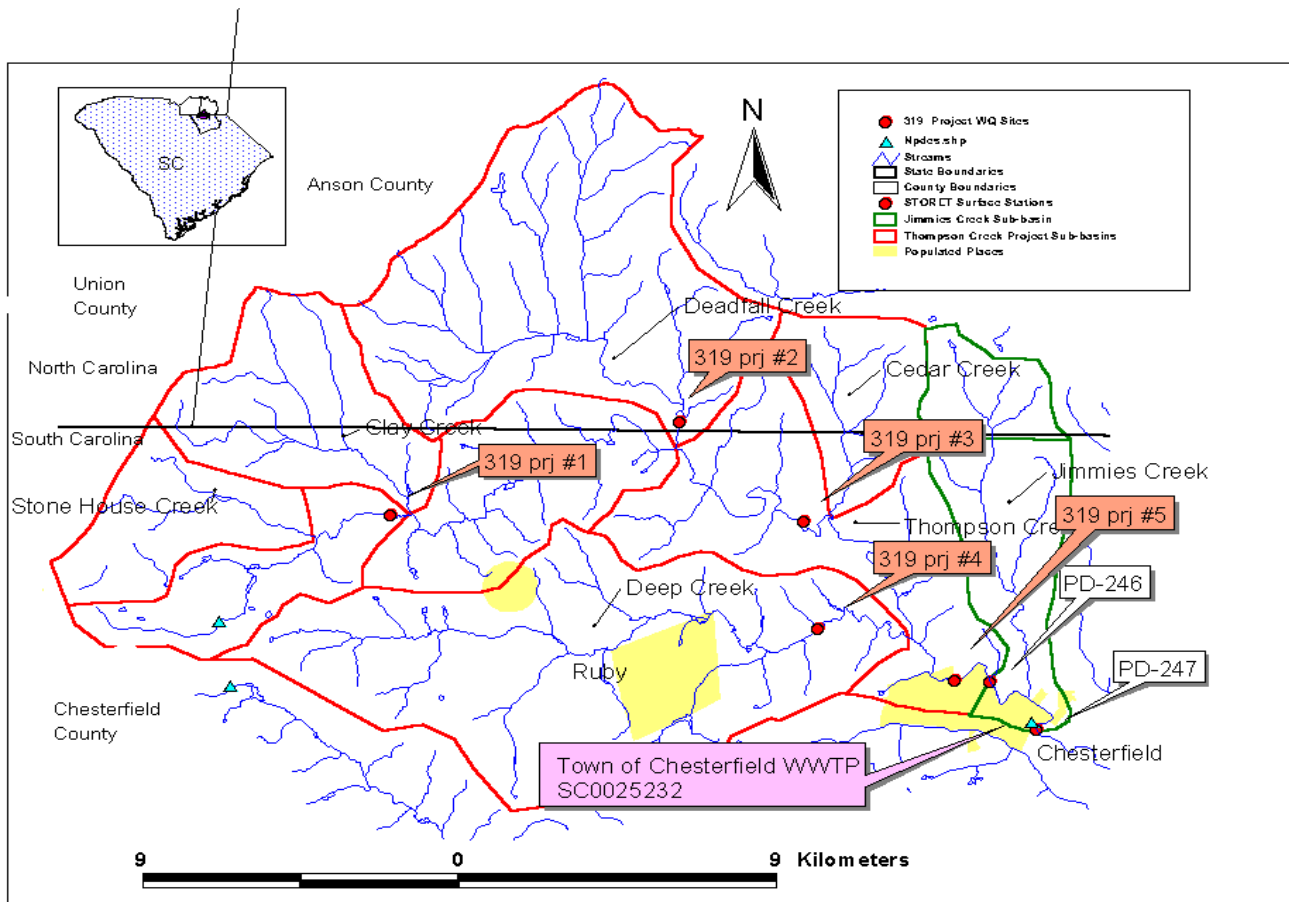 SC
N
Anson County
319 Project WQ Sites
Npdes.shp
Streams
State Boundaries
County Boundaries
STORET Surface Stations
Jimmies Creek Sub-basin
Thompson Creek Project Sub-basins
Populated Places
Union
County
Deadfall Creek
319 prj #2
North Carolina
Cedar Creek
South Carolina
Clay Creek
319 prj #3
319 prj #1
Jimmies Creek
Stone House Creek
Thompson Cre
319 prj #5
319 prj #4
Deep Creek
PD-246
Ruby
PD-247
Chesterfield
County
Chesterfield
Town of Chesterfield WWTP
SC0025232
9 0 9 Kilometers